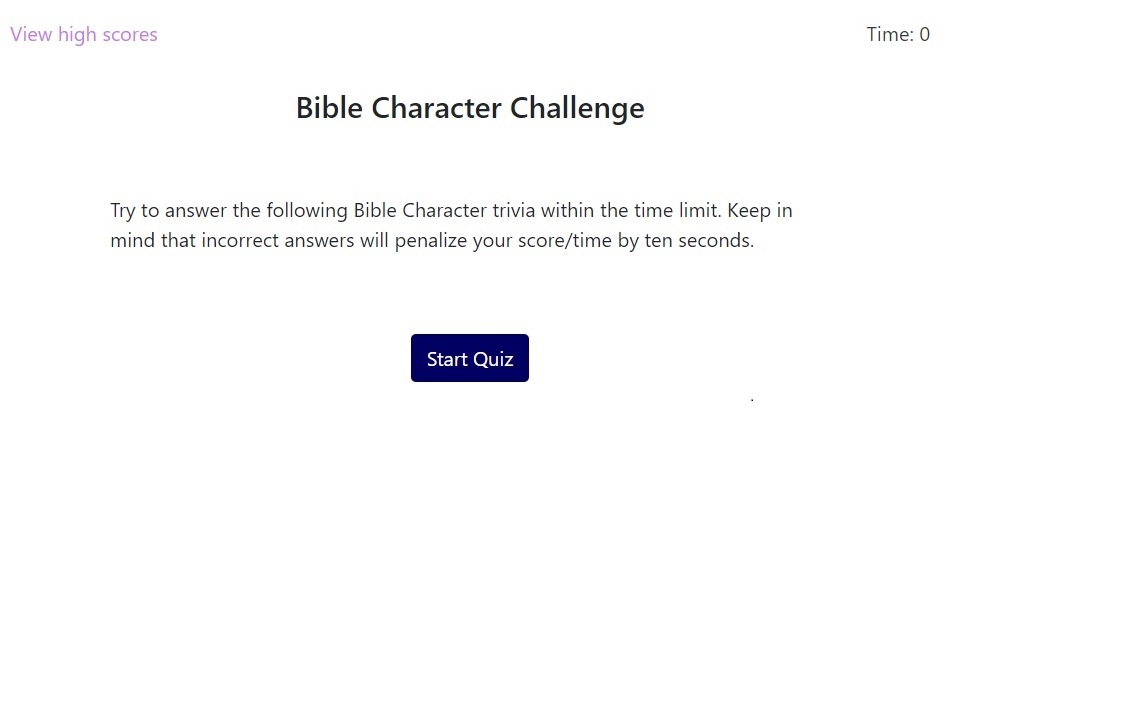 View high scores
Time: 0
Bible Character Challenge
Try to answer the following Bible Character trivia within the time limit. Keep in
mind that incorrect answers will penalize your score/time by ten seconds.
Start Quiz
.